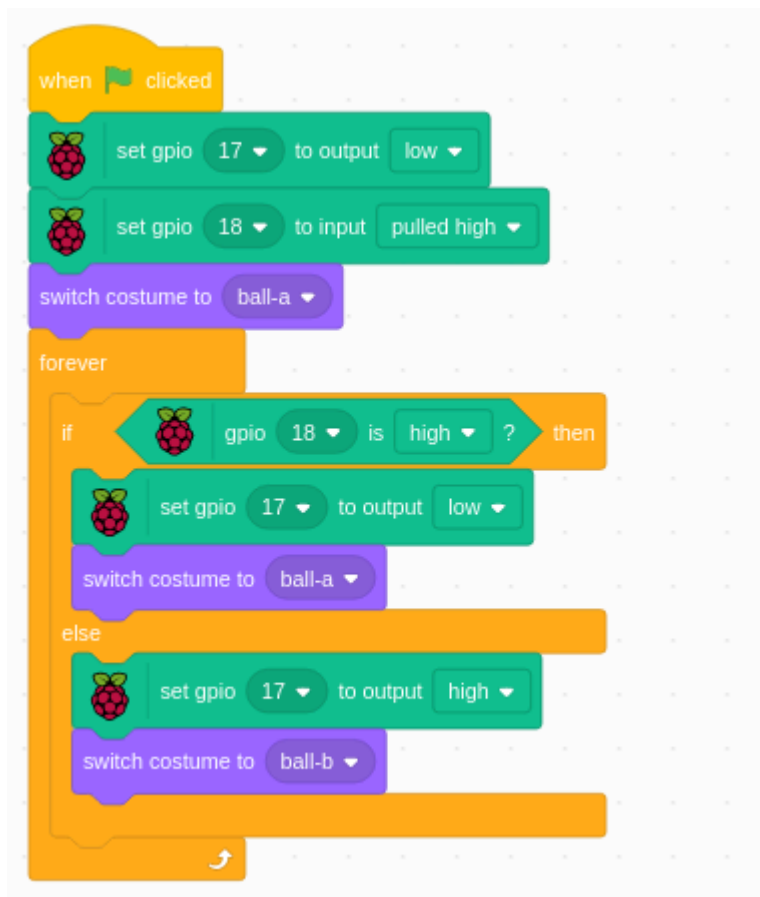 when clicked
set gpio 17 to output low
set gpio 18 to input pulled high
switch costume to ball-a
forever
if gpio 18 is high ? then
set gpio 17 to output low
switch costume to ball-a
else
set gpio 17 to output high
switch costume to ball-b